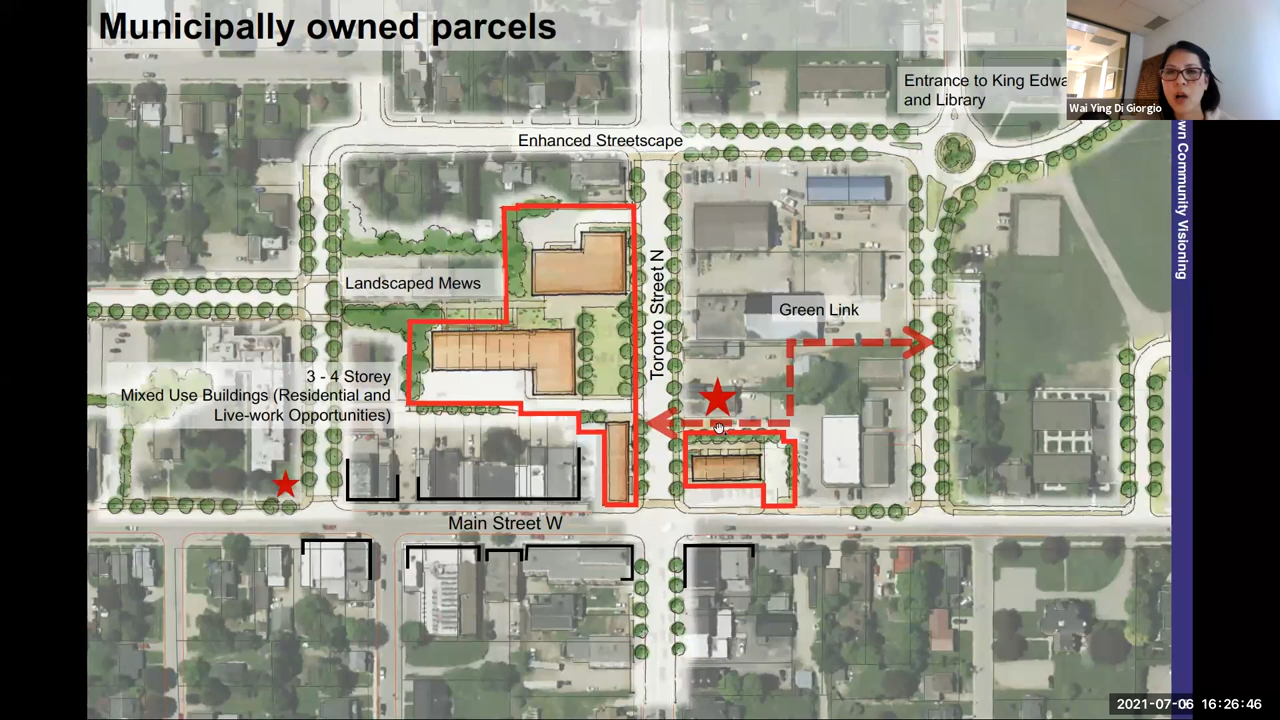 Municipally owned parcels
Entrance to King Edwa
and Library
Wai Ying Di Giorgio
Enhanced Streetscape
wn Community Visioning
Toronto Street N
Landscaped Mews
Green Link
3 - 4 Storey
Mixed Use Buildings (Residential and
Live-work Opportunities)
Main Street W
2021-07-06 16:26:46